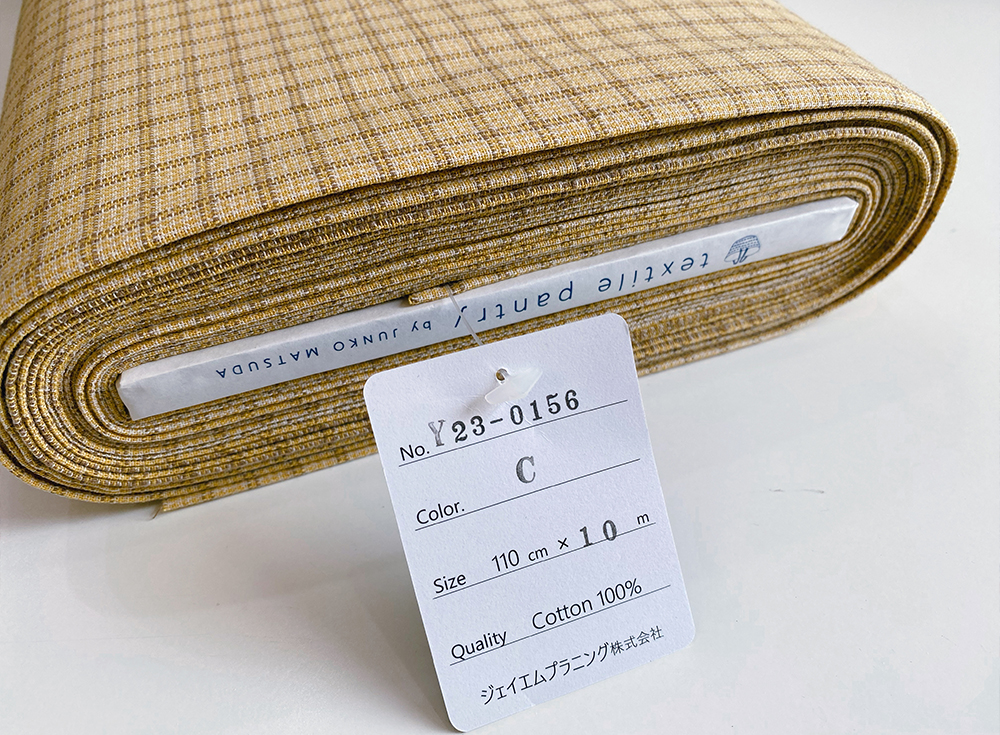 textile pantry by JUNKO MATSUDA
No. Y23-0156
Color. C
Size 110 cm × 10 m
Quality Cotton 100%
ジェイエムプラニング株式会社